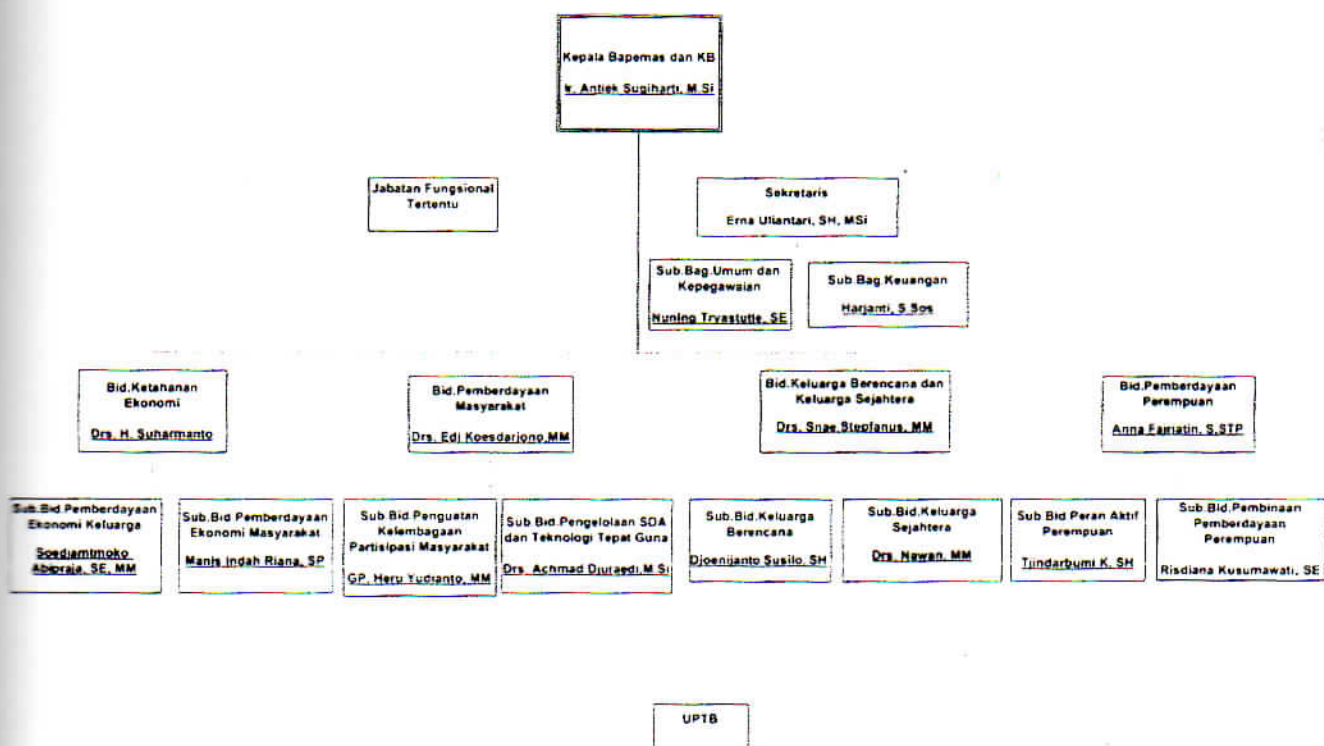 Kepala Bapemas dan KB
Ir. Antiek Sugiharti, M.Si
Jabatan Fungsional
Tertentu
Sekretaris
Erna Uliantari, SH, MSi
Sub.Bag.Umum dan
Kepegawaian
Nuning Tryastutie, SE
Sub.Bag.Keuangan
Harjanti, S.Sos
Bid.Ketahanan
Ekonomi
Drs. H. Suharmanto
Bid.Pemberdayaan
Masyarakat
Drs. Edi Koesdarjono,MM
Bid.Keluarga Berencana dan
Keluarga Sejahtera
Drs. Snae Stepfanus, MM
Bid.Pemberdayaan
Perempuan
Anna Fajriatin, S.STP
Sub.Bid.Pemberdayaan
Ekonomi Keluarga
Soedjamtmoko
Abipraja, SE, MM
Sub.Bid Pemberdayaan
Ekonomi Masyarakat
Manis Indah Riana, SP
Sub Bid Penguatan
Kelembagaan
Partisipasi Masyarakat
GP, Heru Yudianto, MM
Sub Bid.Pengelolaan SDA
dan Teknologi Tepat Guna
Drs. Achmad Djuraedi,M.Si
Sub.Bid.Keluarga
Berencana
Djoenijanto Susilo, SH
Sub.Bid.Keluarga
Sejahtera
Drs. Nawan, MM
Sub Bid Peran Aktif
Perempuan
Tjindarbumi K. SH
Sub.Bid.Pembinaan
Pemberdayaan
Perempuan
Risdiana Kusumawati, SE
UPTB